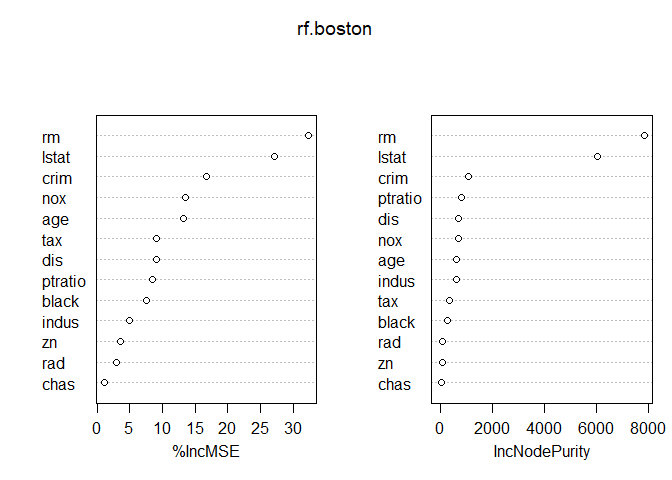 rf.boston
rm
lstat
crim
nox
age
tax
dis
ptratio
black
indus
zn
rad
chas
0 5 10 15 20 25 30
%IncMSE
rm
lstat
crim
ptratio
dis
nox
age
indus
tax
black
rad
zn
chas
0 2000 4000 6000 8000
IncNodePurity